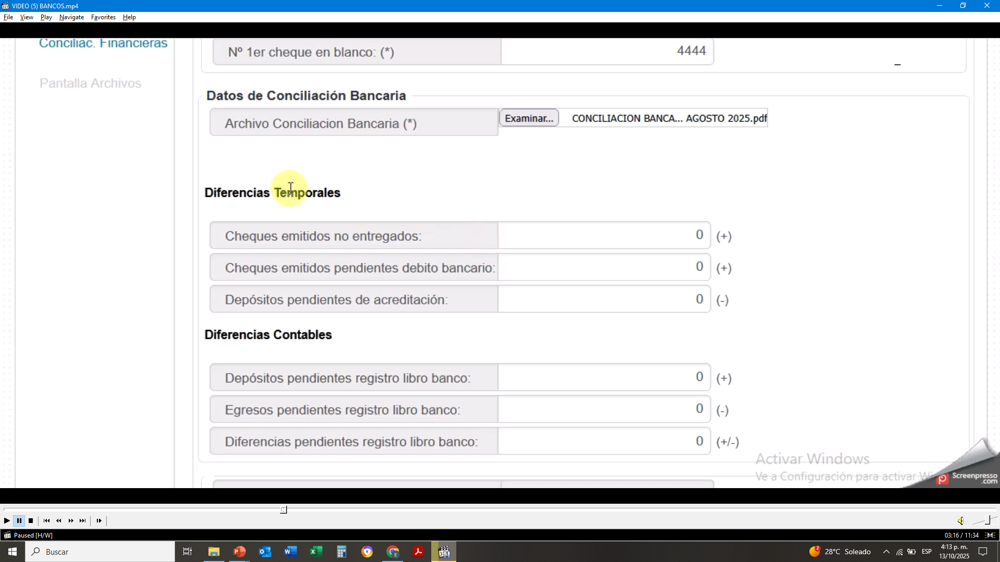 VIDEO (5) BANCOS.mp4
File View Play Navigate Favorites Help
Conciliac. Financieras
Pantalla Archivos
Nº 1er cheque en blanco: (*) 4444
Datos de Conciliación Bancaria
Archivo Conciliacion Bancaria (*) Examinar... CONCILIACION BANCA... AGOSTO 2025.pdf
Diferencias Temporales
Cheques emitidos no entregados: 0 (+)
Cheques emitidos pendientes debito bancario: 0 (+)
Depósitos pendientes de acreditación: 0 (-)
Diferencias Contables
Depósitos pendientes registro libro banco: 0 (+)
Egresos pendientes registro libro banco: 0 (-)
Diferencias pendientes registro libro banco: 0 (+/-)
Activar Windows
Ve a Configuración para activar Wi
Screenpresso
.com
Paused [H/W] 03:16 / 11:34
Buscar
2 28°C Soleado ESP
4:13 p. m.
13/10/2025